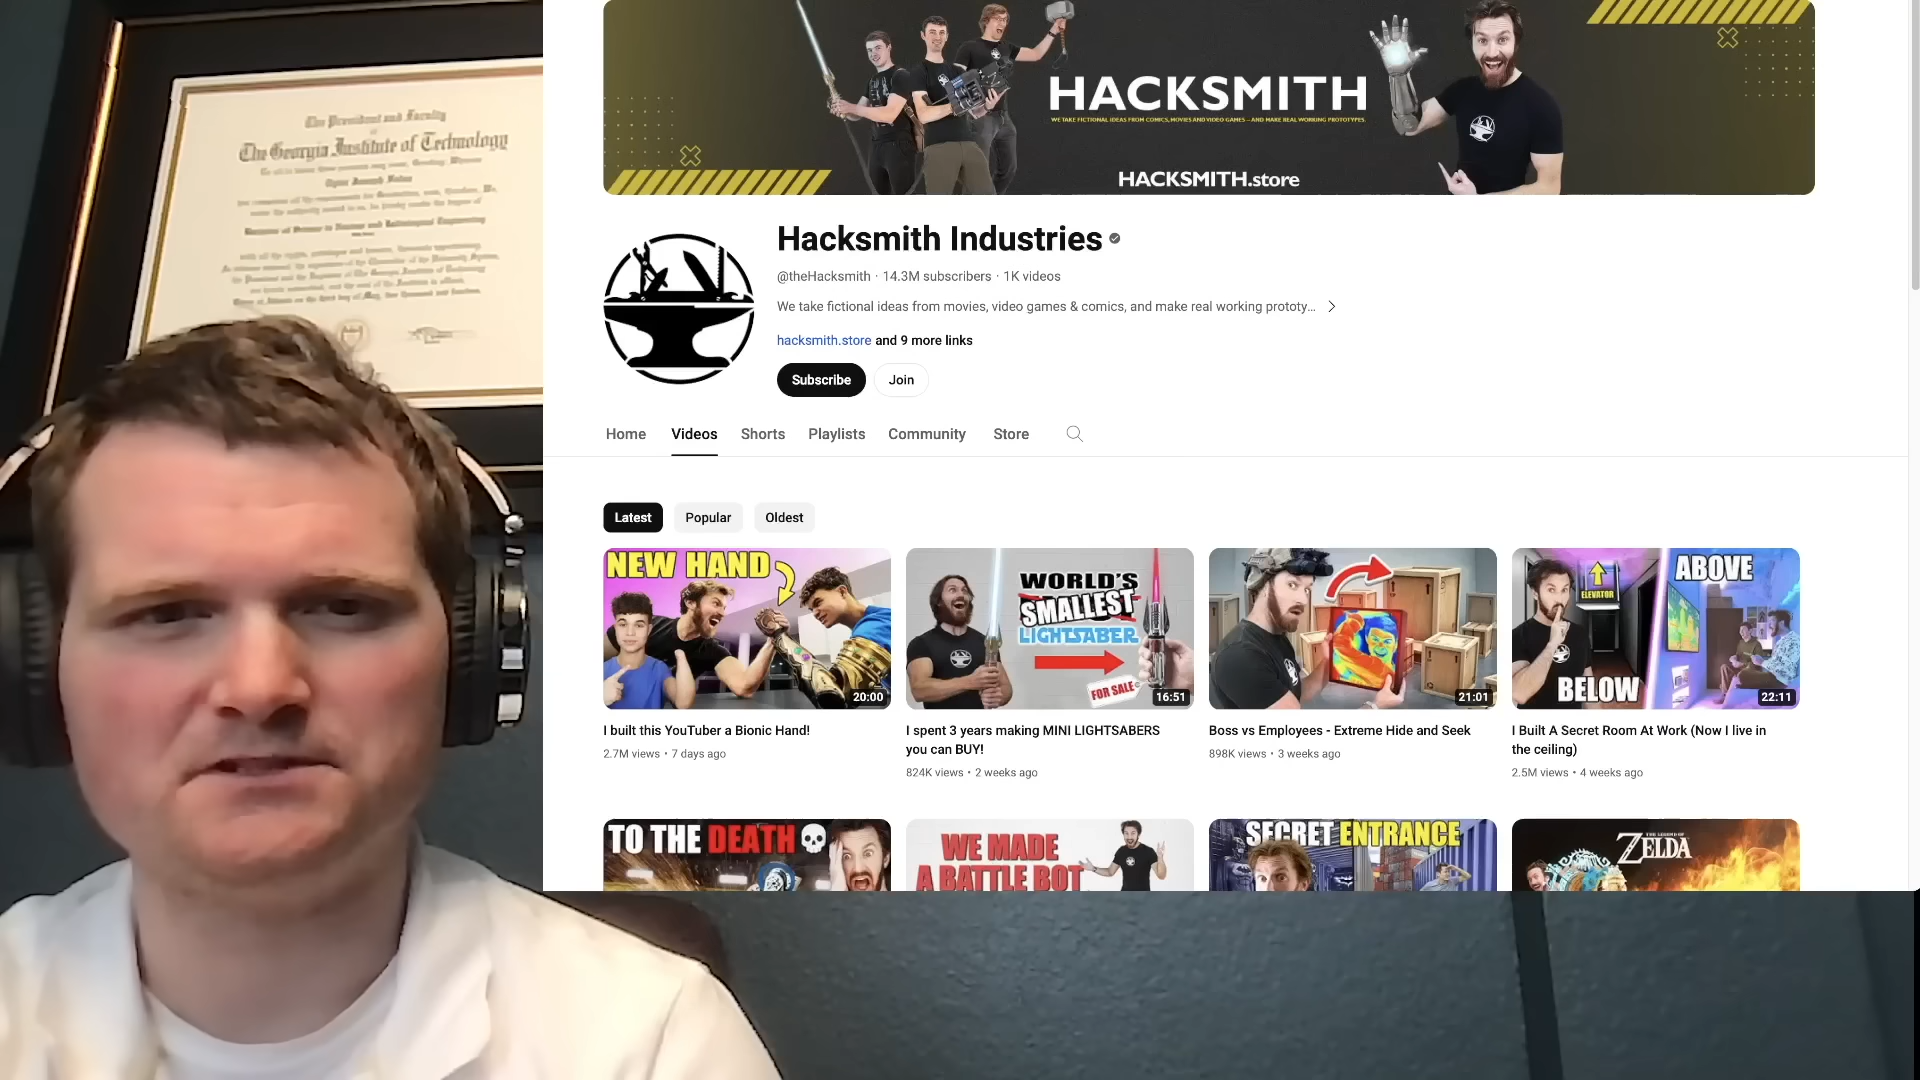 The President and Faculty
of
The Georgia Institute of Technology
HACKSMITH
WE TAKE FICTIONAL IDEAS FROM COMICS, MOVIES AND VIDEO GAMES - AND MAKE REAL WORKING PROTOTYPES.
HACKSMITH.store
Hacksmith Industries
@theHacksmith · 14.3M subscribers · 1K videos
We take fictional ideas from movies, video games & comics, and make real working prototy...
hacksmith.store and 9 more links
Subscribe
Join
Home
Videos
Shorts
Playlists
Community
Store
Latest
Popular
Oldest
NEW HAND
20:00
WORLD'S
SMALLEST
LIGHTSABER
FOR SALE
16:51
21:01
ELEVATOR
BELOW
ABOVE
22:11
I built this YouTuber a Bionic Hand!
2.7M views • 7 days ago
I spent 3 years making MINI LIGHTSABERS
you can BUY!
824K views • 2 weeks ago
Boss vs Employees - Extreme Hide and Seek
898K views • 3 weeks ago
I Built A Secret Room At Work (Now I live in
the ceiling)
2.5M views • 4 weeks ago
TO THE DEATH
WE MADE
A BATTLE BOT
SECRET ENTRANCE
THE LEGEND OF
ZELDA